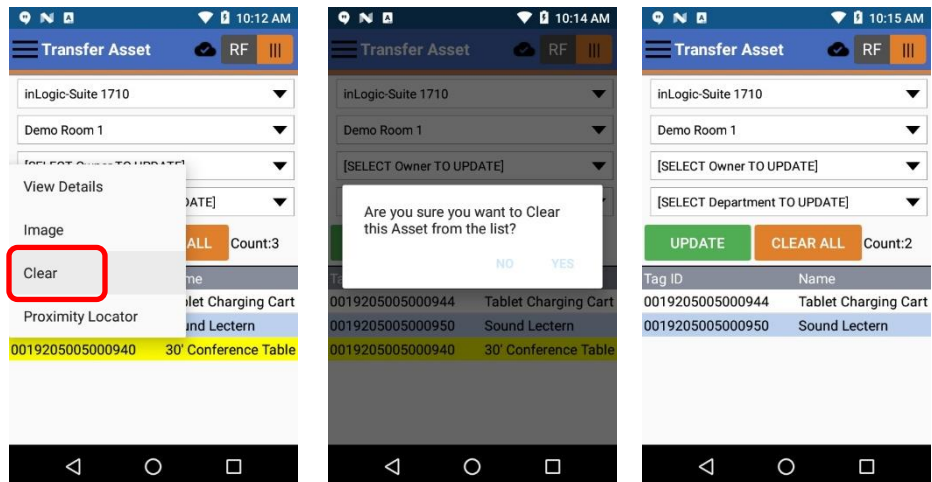 10:12 AM
Transfer Asset RF
inLogic-Suite 1710
Demo Room 1
View Details
DATE]
Image
ALL Count:3
Clear
me
blet Charging Cart
Proximity Locator
und Lectern
0019205005000940 30' Conference Table
10:14 AM
Transfer Asset RF
inLogic-Suite 1710
Demo Room 1
[SELECT Owner TO UPDATE]
Are you sure you want to Clear
this Asset from the list?
NO YES
0019205005000944 Tablet Charging Cart
0019205005000950 Sound Lectern
0019205005000940 30' Conference Table
10:15 AM
Transfer Asset RF
inLogic-Suite 1710
Demo Room 1
[SELECT Owner TO UPDATE]
[SELECT Department TO UPDATE]
UPDATE CLEAR ALL Count:2
Tag ID Name
0019205005000944 Tablet Charging Cart
0019205005000950 Sound Lectern